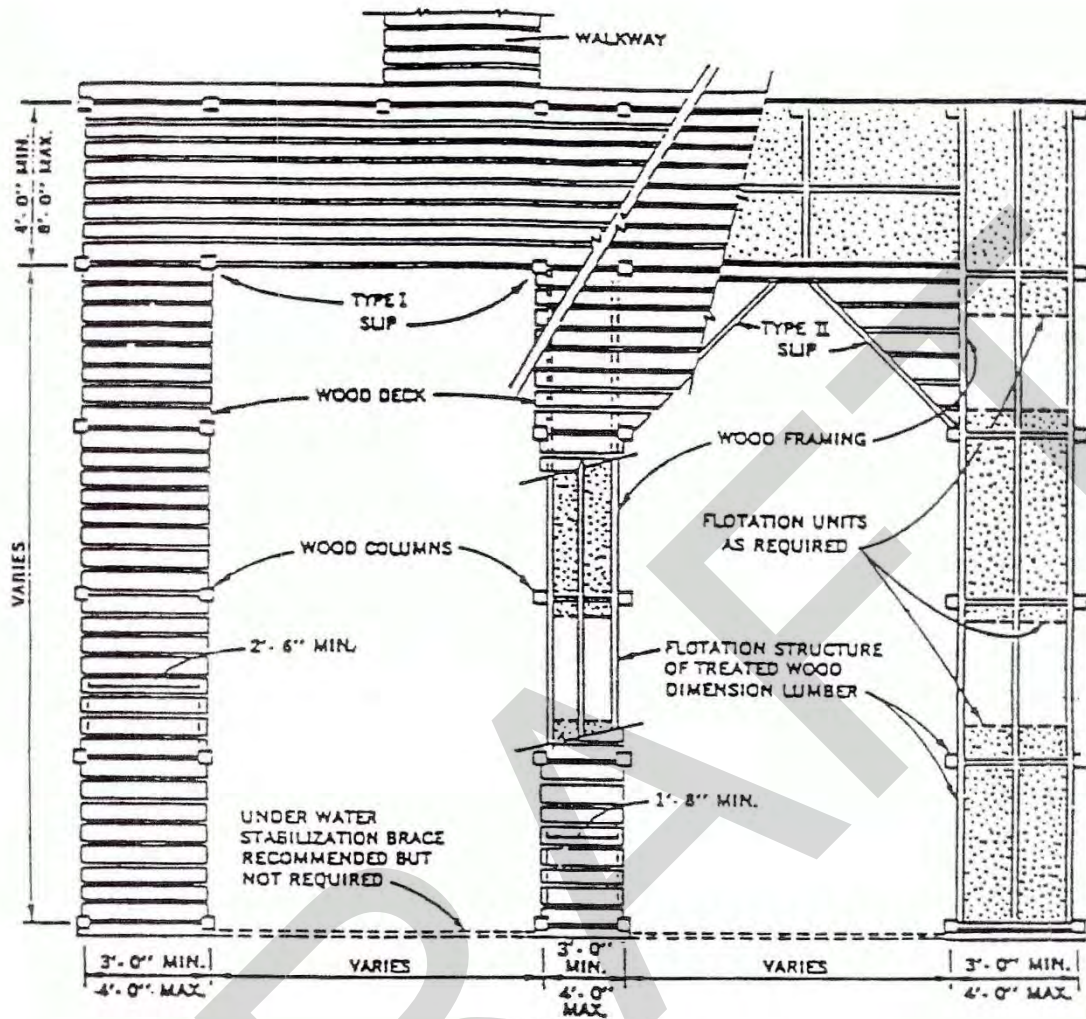 WALKWAY
4'-0" MIN.
8'-0" MAX.
TYPE I
SLIP
TYPE II
SLIP
WOOD DECK
WOOD FRAMING
FLOTATION UNITS
AS REQUIRED
WOOD COLUMNS
VARIES
2'-6" MIN.
FLOTATION STRUCTURE
OF TREATED WOOD
DIMENSION LUMBER
1'-8" MIN.
UNDER WATER
STABILIZATION BRACE
RECOMMENDED BUT
NOT REQUIRED
3'-0" MIN.
4'-0" MAX.
VARIES
3'-0"
MIN.
4'-0"
MAX.
VARIES
3'-0" MIN.
4'-0" MAX.
DRAFT